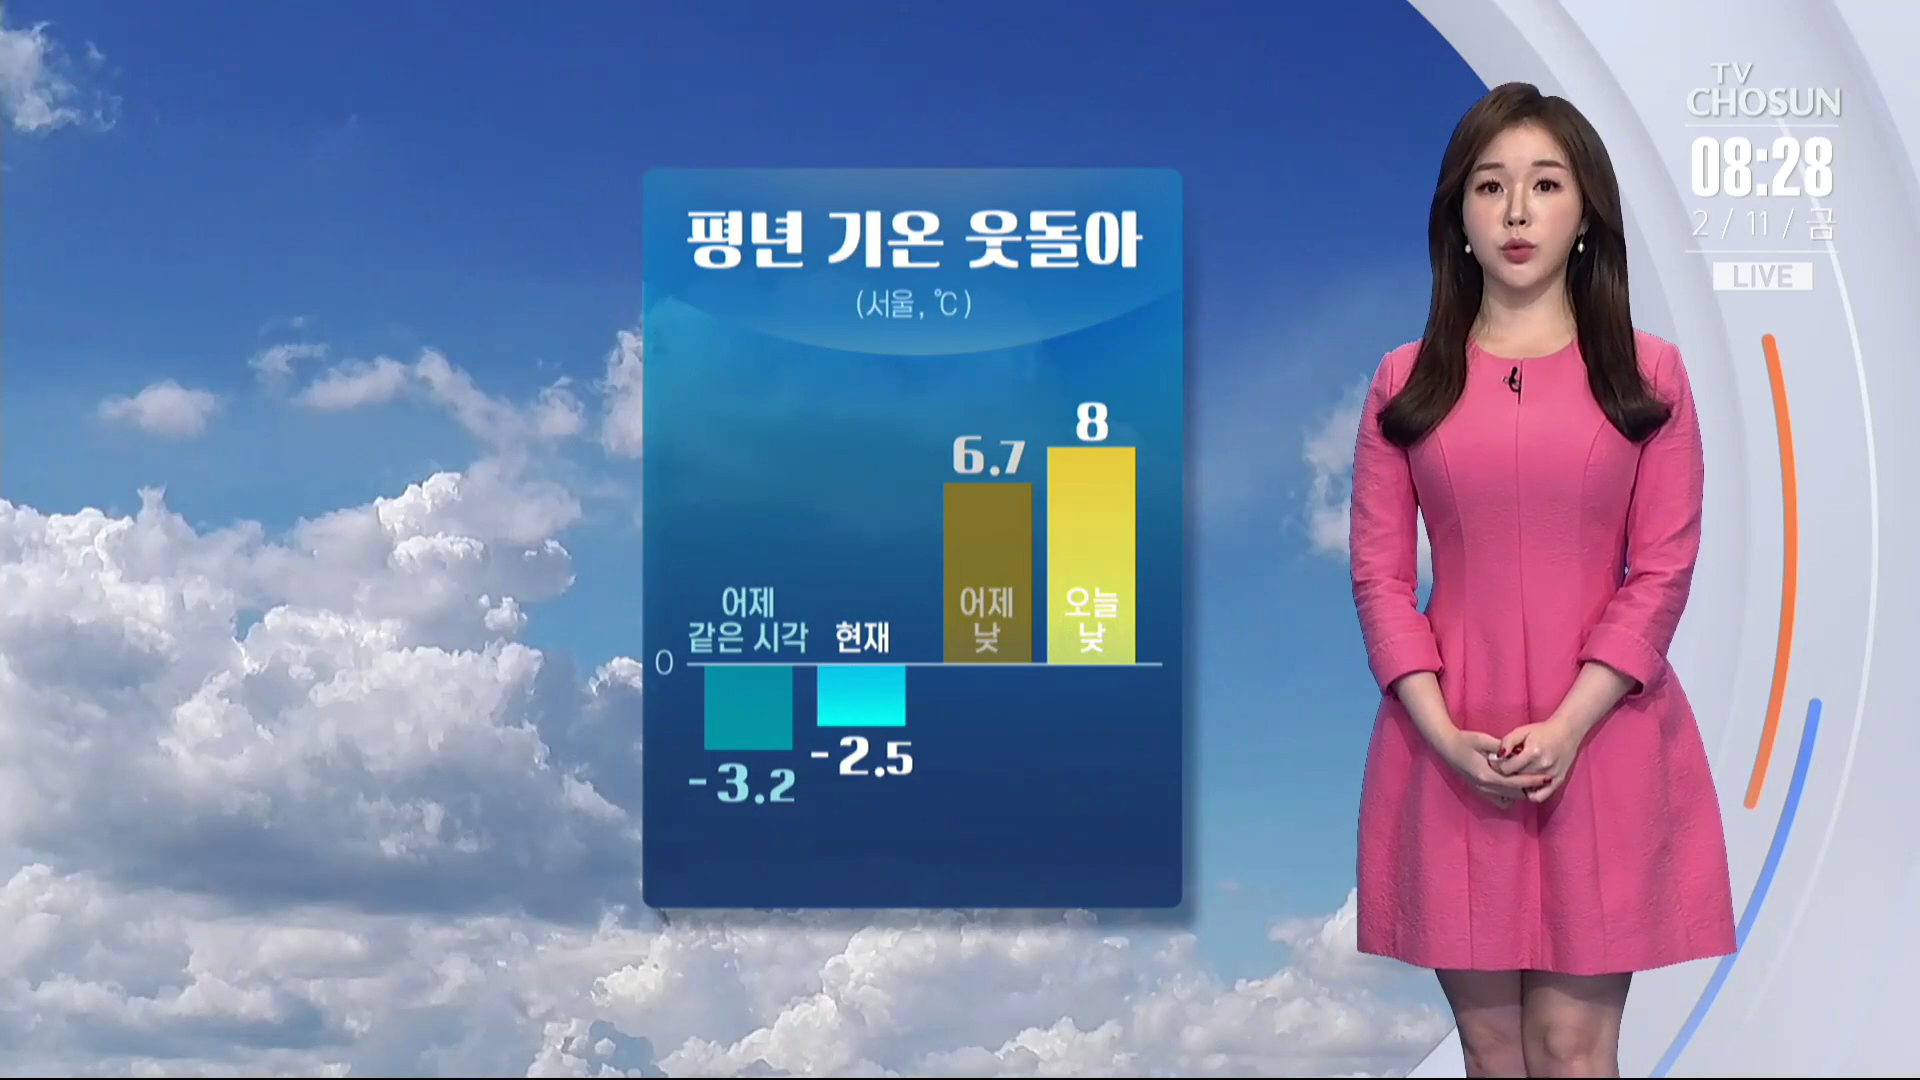 TV
CHOSUN
08:28
2 / 11 / 금
LIVE
평년 기온 웃돌아
(서울, ℃)
8
6.7
어제
같은 시각
현재
어제
낮
오늘
낮
0
-3.2
-2.5